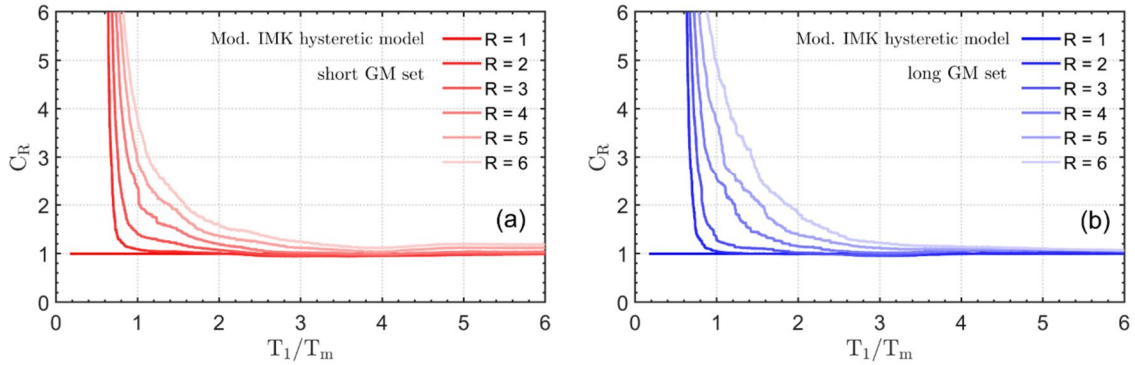 6
5
4
3
2
1
0
C_R
0 1 2 3 4 5 6
T_1/T_m
Mod. IMK hysteretic model
short GM set
R = 1
R = 2
R = 3
R = 4
R = 5
R = 6
(a)
6
5
4
3
2
1
0
C_R
0 1 2 3 4 5 6
T_1/T_m
Mod. IMK hysteretic model
long GM set
R = 1
R = 2
R = 3
R = 4
R = 5
R = 6
(b)